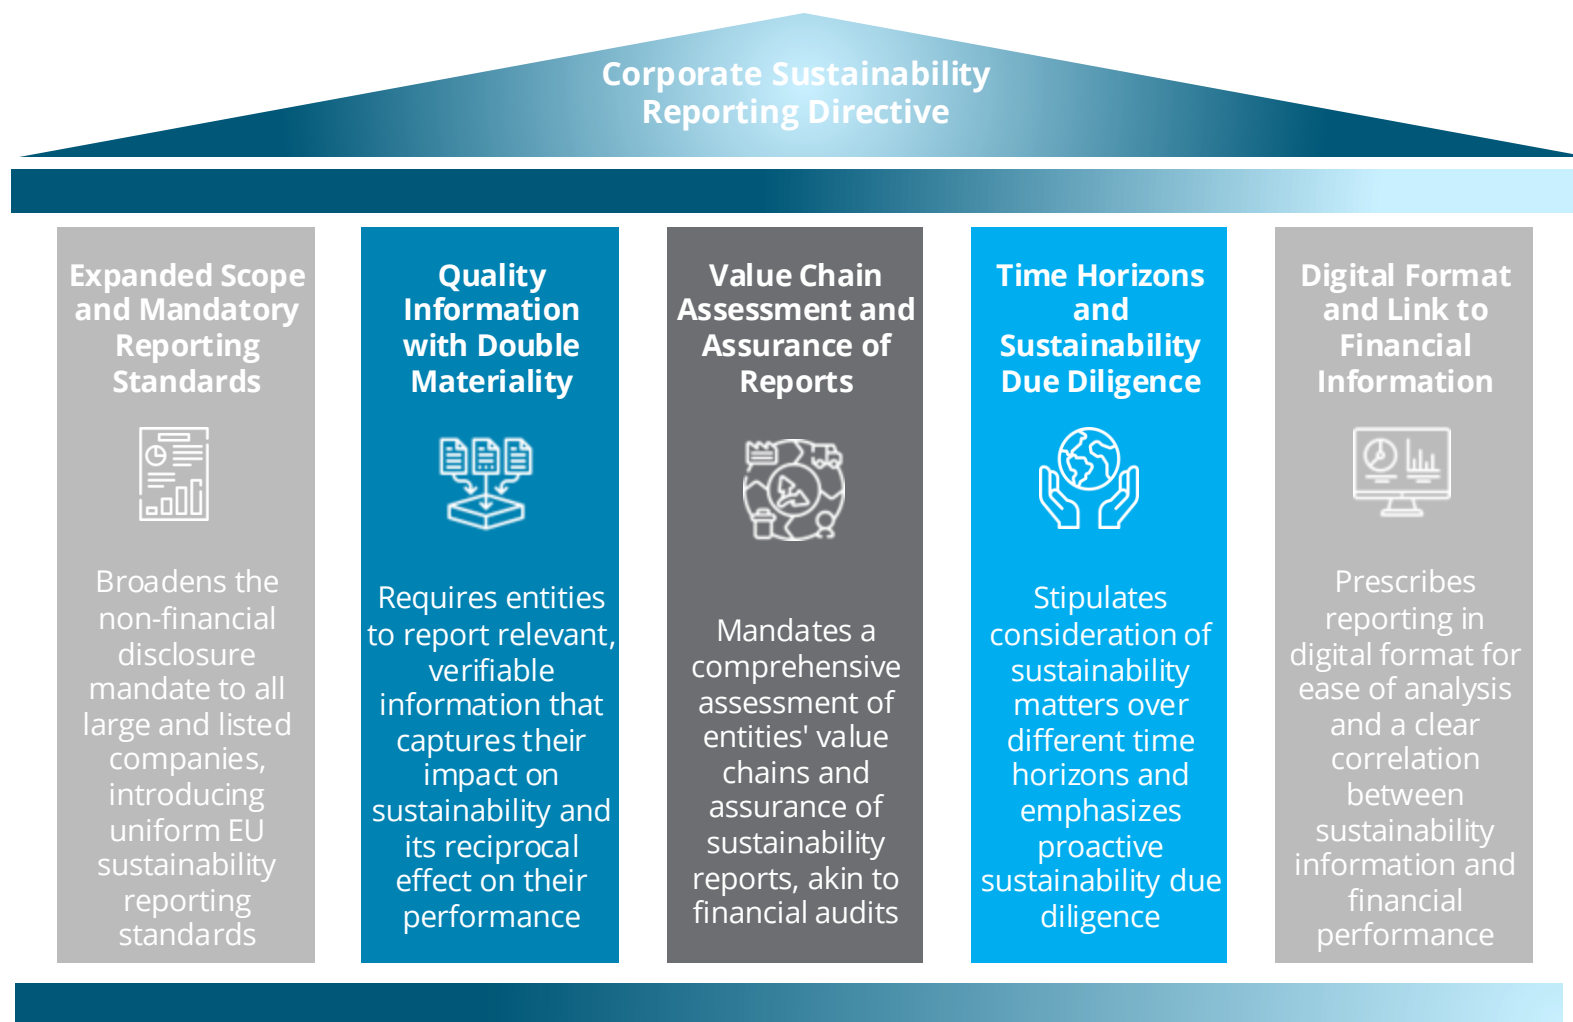 Corporate Sustainability
Reporting Directive
Expanded Scope
and Mandatory
Reporting
Standards
Broadens the
non-financial
disclosure
mandate to all
large and listed
companies,
introducing
uniform EU
sustainability
reporting
standards
Quality
Information
with Double
Materiality
Requires entities
to report relevant,
verifiable
information that
captures their
impact on
sustainability and
its reciprocal
effect on their
performance
Value Chain
Assessment and
Assurance of
Reports
Mandates a
comprehensive
assessment of
entities' value
chains and
assurance of
sustainability
reports, akin to
financial audits
Time Horizons
and
Sustainability
Due Diligence
Stipulates
consideration of
sustainability
matters over
different time
horizons and
emphasizes
proactive
sustainability due
diligence
Digital Format
and Link to
Financial
Information
Prescribes
reporting in
digital format for
ease of analysis
and a clear
correlation
between
sustainability
information and
financial
performance